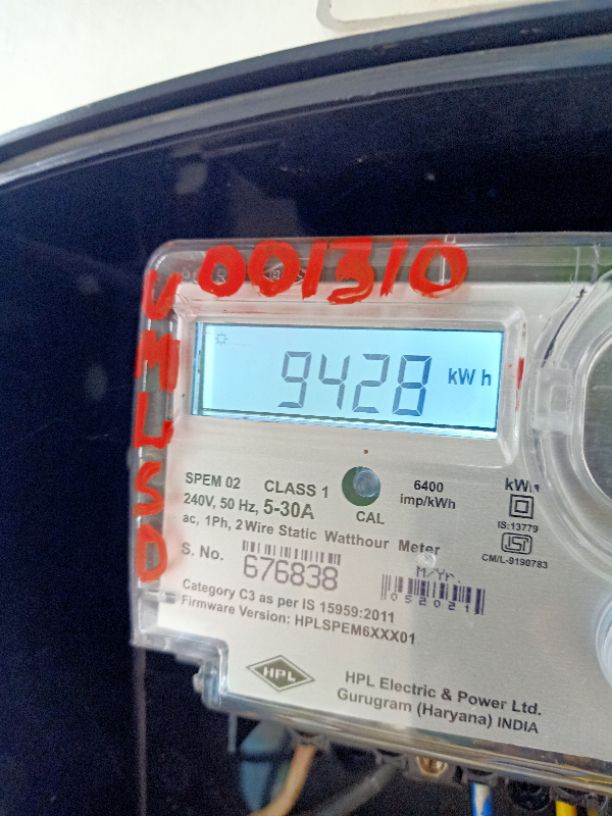 001310
VMLSD
9428 kWh
SPEM 02 CLASS 1
240V, 50 Hz, 5-30A
CAL
6400
imp/kWh
ac, 1Ph, 2 Wire Static Watthour Meter
IS:13779
CM/L-9190783
S. No.
676838
M/Yr.
052021
Category C3 as per IS 15959:2011
Firmware Version: HPLSPEM6XXX01
HPL
HPL Electric & Power Ltd.
Gurugram (Haryana) INDIA